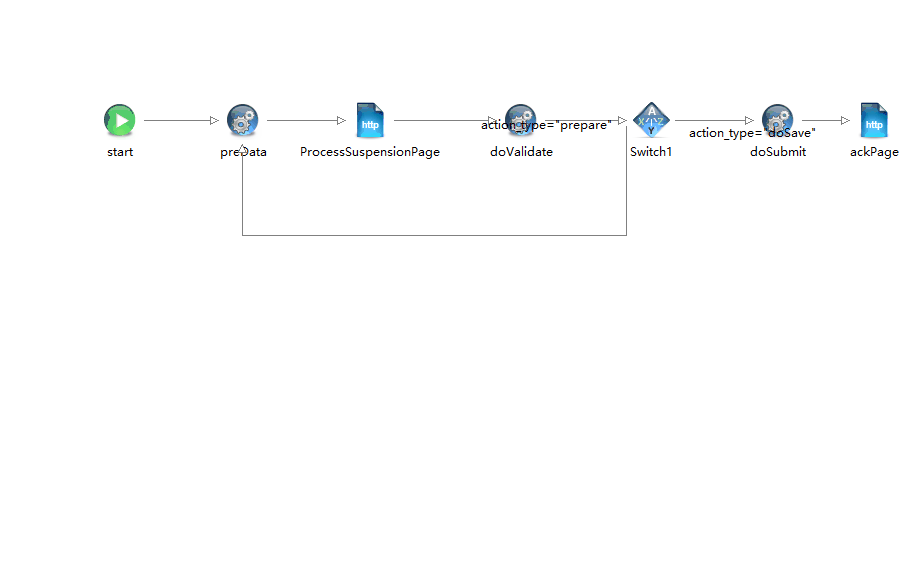 http
http
action_type="prepare"
A
X
Z
Y
action_type="doSave"
start
preData
ProcessSuspensionPage
doValidate
Switch1
doSubmit
ackPage